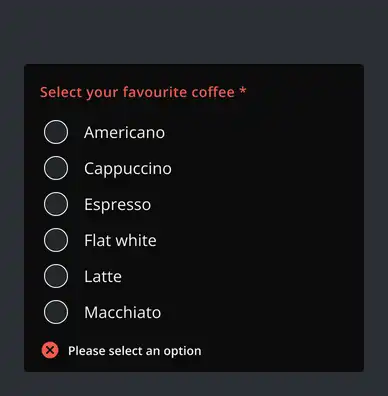 Select your favourite coffee *
Americano
Cappuccino
Espresso
Flat white
Latte
Macchiato
Please select an option